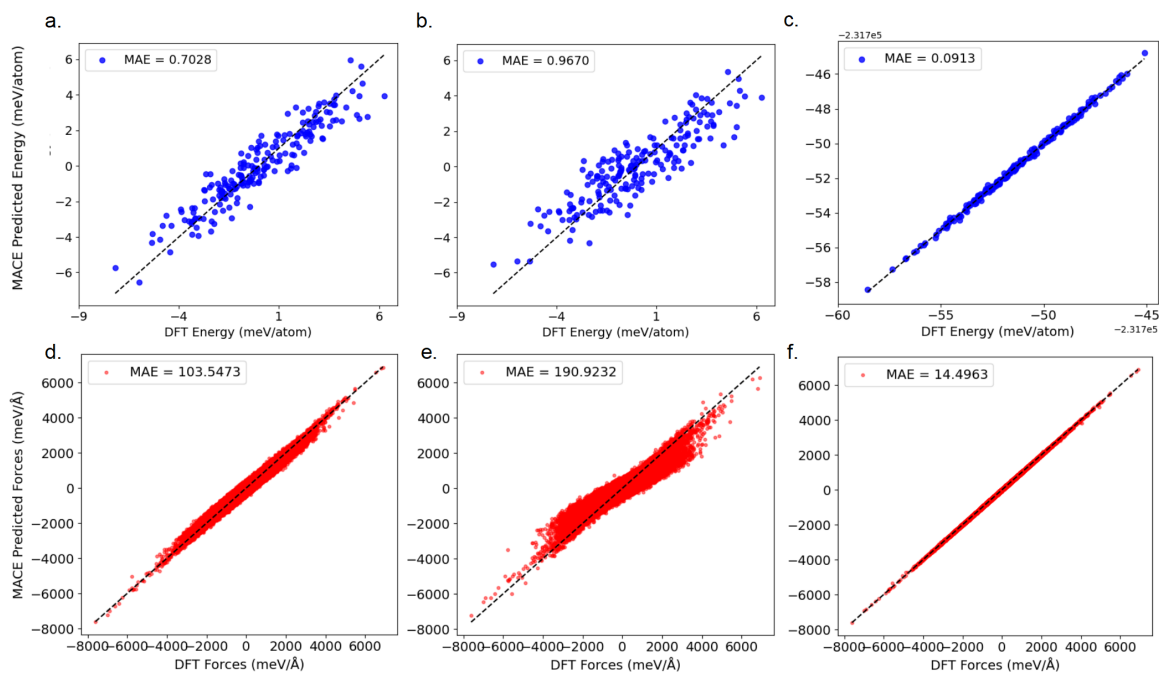 a.
b.
c.
MACE Predicted Energy (meV/atom)
MAE = 0.7028
6
4
2
0
−2
−4
−6
−9
−4
1
6
DFT Energy (meV/atom)
MAE = 0.9670
6
4
2
0
−2
−4
−6
−9
−4
1
6
DFT Energy (meV/atom)
−2.317e5
MAE = 0.0913
−46
−48
−50
−52
−54
−56
−58
−60
−55
−50
−45
DFT Energy (meV/atom)
−2.317e5
d.
e.
f.
MACE Predicted Forces (meV/Å)
MAE = 103.5473
6000
4000
2000
0
−2000
−4000
−6000
−8000
−8000−6000−4000−2000 0 2000 4000 6000
DFT Forces (meV/Å)
MAE = 190.9232
6000
4000
2000
0
−2000
−4000
−6000
−8000
−8000−6000−4000−2000 0 2000 4000 6000
DFT Forces (meV/Å)
MAE = 14.4963
6000
4000
2000
0
−2000
−4000
−6000
−8000
−8000−6000−4000−2000 0 2000 4000 6000
DFT Forces (meV/Å)